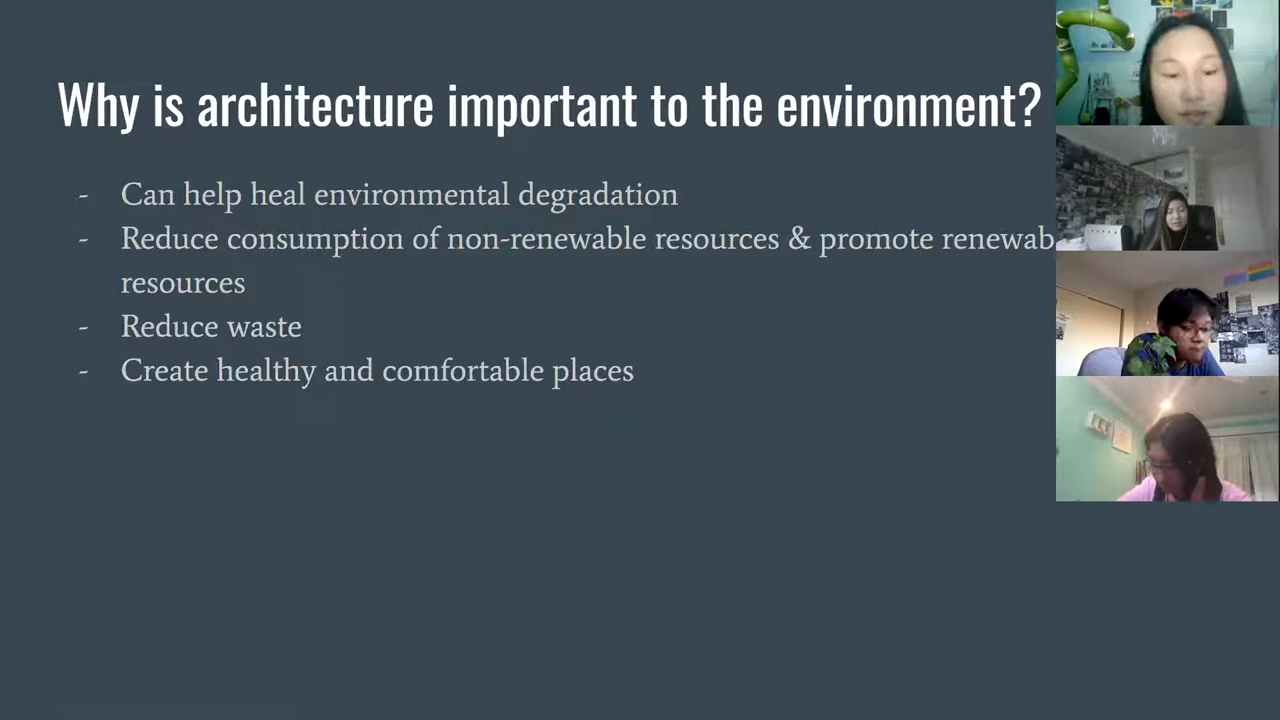 Why is architecture important to the environment?
- Can help heal environmental degradation
- Reduce consumption of non-renewable resources & promote
resources
- Reduce waste
- Create healthy and comfortable places